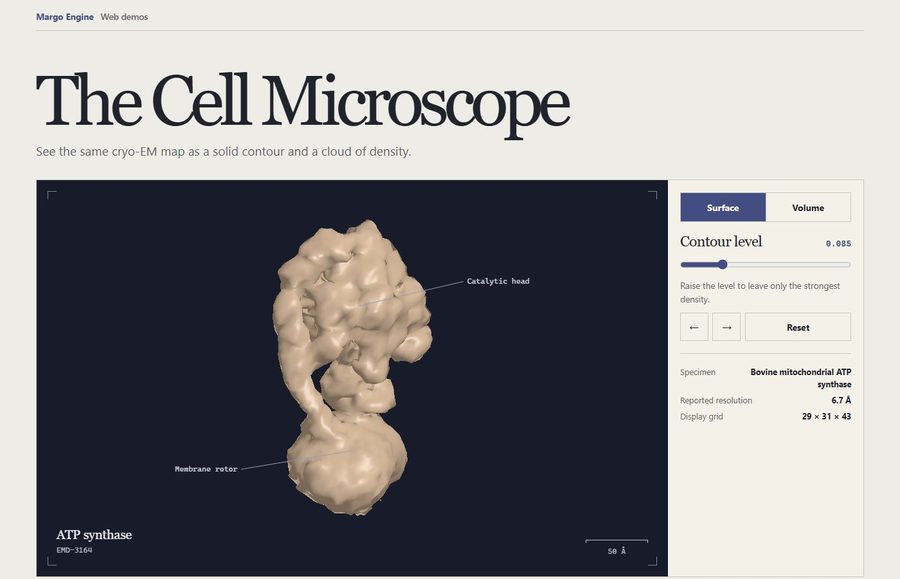 Margo Engine Web demos
The Cell Microscope
See the same cryo-EM map as a solid contour and a cloud of density.
Surface Volume
Contour level 0.085
Raise the level to leave only the strongest
density.
← → Reset
Specimen Bovine mitochondrial ATP
synthase
Reported resolution 6.7 Å
Display grid 29 × 31 × 43
Catalytic head
Membrane rotor
ATP synthase
EMD-3164
50 Å